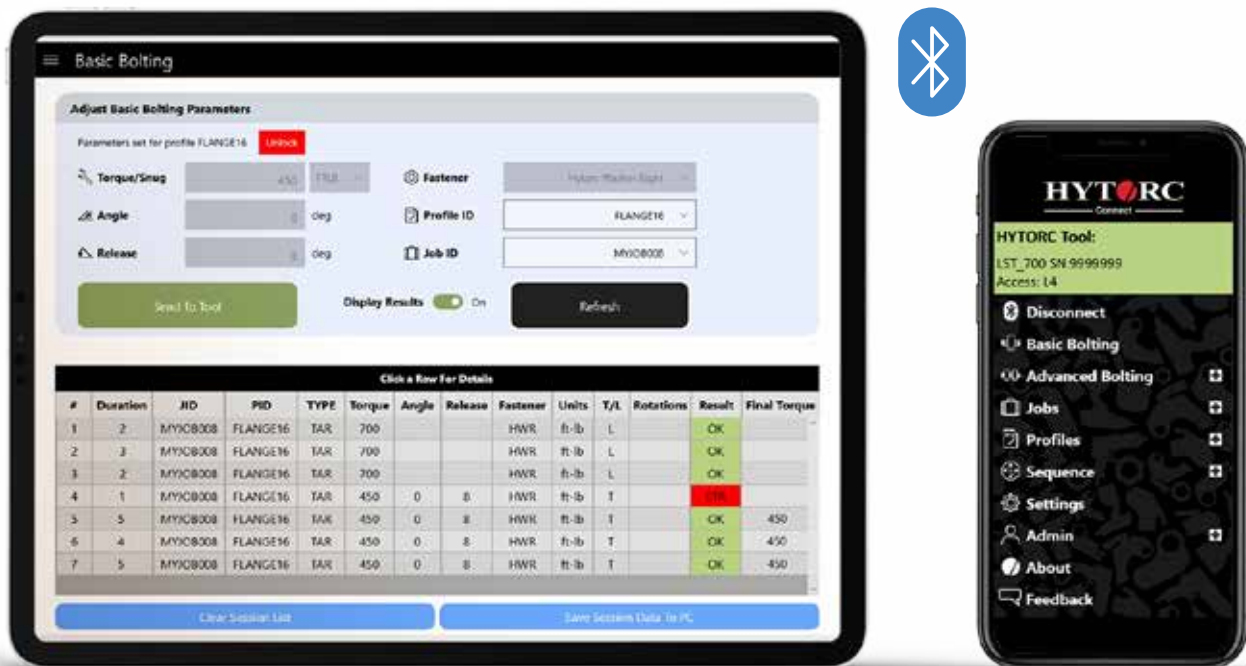 Basic Bolting
Adjust Basic Bolting Parameters
Parameters set for profile FLANGE16 Unlock
Torque/Snug 450 FTLB Fastener Hytorc Washer Right
Angle 0 deg Profile ID FLANGE16
Release deg Job ID MYJOB008
Send To Tool Display Results On Refresh
Click a Row For Details
# Duration JID PID TYPE Torque Angle Release Fastener Units T/L Rotations Result Final Torque
1 2 MYJOB008 FLANGE16 TAR 700 HWR ft-lb L OK
2 3 MYJOB008 FLANGE16 TAR 700 HWR ft-lb L OK
3 2 MYJOB008 FLANGE16 TAR 700 HWR ft-lb L OK
4 1 MYJOB008 FLANGE16 TAR 450 0 8 HWR ft-lb T
5 5 MYJOB008 FLANGE16 TAR 450 0 8 HWR ft-lb T OK 450
6 4 MYJOB008 FLANGE16 TAR 450 0 8 HWR ft-lb T OK 450
7 5 MYJOB008 FLANGE16 TAR 450 0 8 HWR ft-lb T OK 450
Clear Session List Save Session Data To PC
HYTORC
Connect
HYTORC Tool:
LST_700 SN:9999999
Access: L4
Disconnect
Basic Bolting
Advanced Bolting
Jobs
Profiles
Sequence
Settings
Admin
About
Feedback